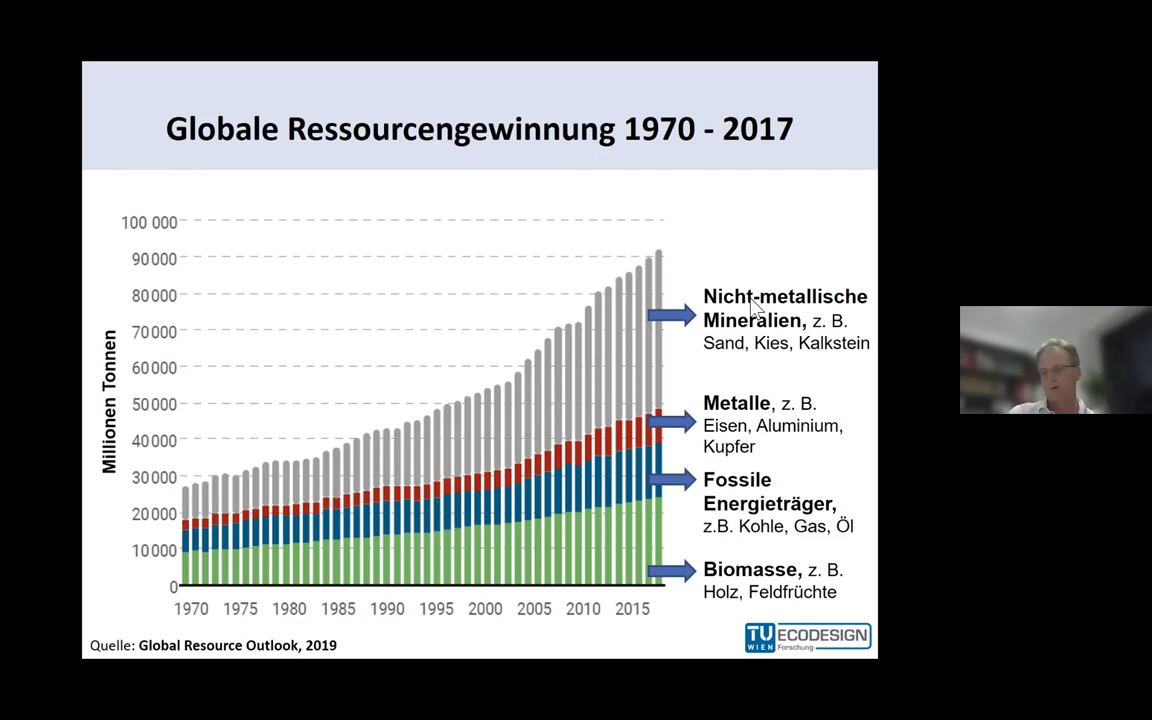 Globale Ressourcengewinnung 1970 - 2017
100 000
90 000
80 000
70 000
60 000
50 000
40 000
30 000
20 000
10 000
0
Millionen Tonnen
1970 1975 1980 1985 1990 1995 2000 2005 2010 2015
Nicht-metallische
Mineralien, z. B.
Sand, Kies, Kalkstein
Metalle, z. B.
Eisen, Aluminium,
Kupfer
Fossile
Energieträger,
z.B. Kohle, Gas, Öl
Biomasse, z. B.
Holz, Feldfrüchte
Quelle: Global Resource Outlook, 2019
TU
WIEN
ECODESIGN
Forschung